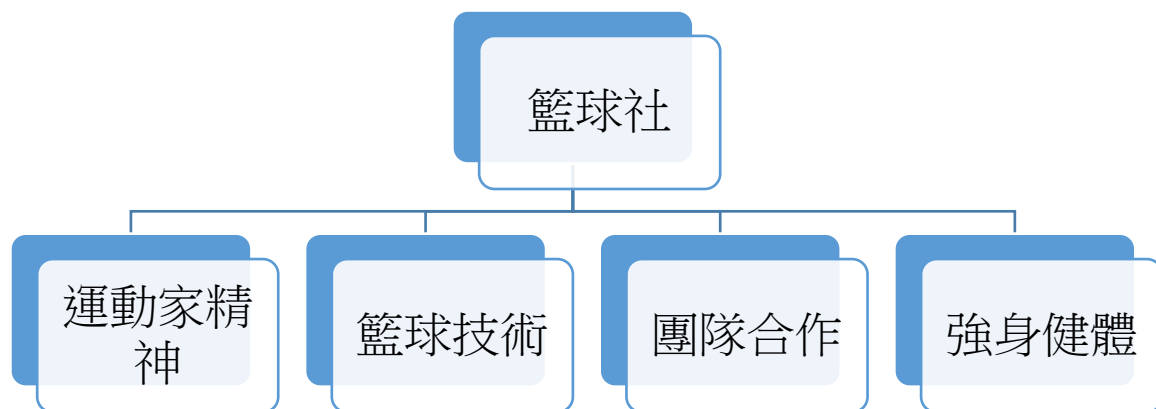 籃球社
運動家精
神
籃球技術
團隊合作
強身健體